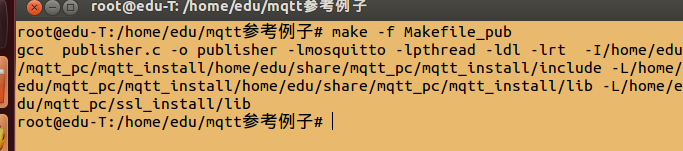 root@edu-T: /home/edu/mqtt参考例子
root@edu-T:/home/edu/mqtt参考例子# make -f Makefile_pub
gcc  publisher.c -o publisher -lmosquitto -lpthread -ldl -lrt  -I/home/edu
/mqtt_pc/mqtt_install/home/edu/share/mqtt_pc/mqtt_install/include -L/home/
edu/mqtt_pc/mqtt_install/home/edu/share/mqtt_pc/mqtt_install/lib -L/home/e
du/mqtt_pc/ssl_install/lib
root@edu-T:/home/edu/mqtt参考例子#